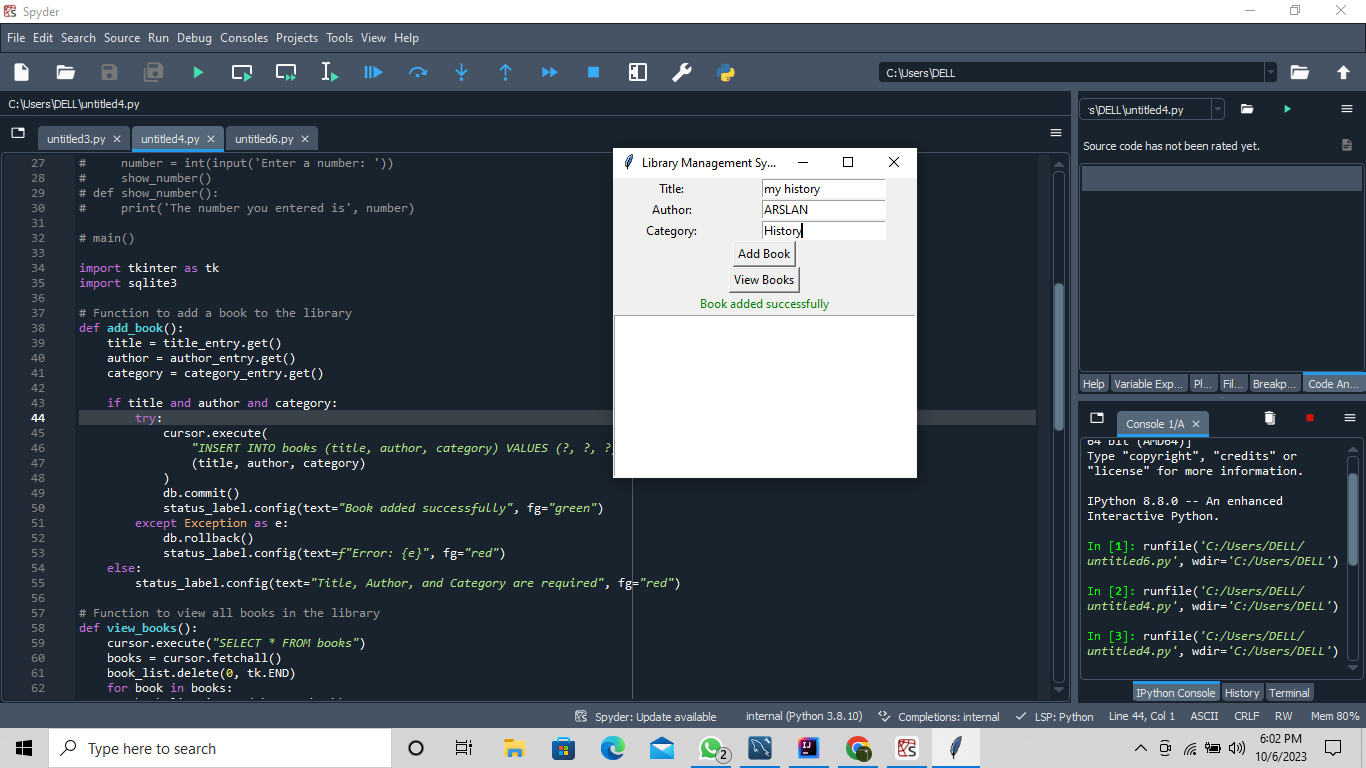 Spyder
File Edit Search Source Run Debug Consoles Projects Tools View Help
C:\Users\DELL
C:\Users\DELL\untitled4.py
untitled3.py
untitled4.py
untitled6.py
27 #     number = int(input('Enter a number: '))
28 #     show_number()
29 # def show_number():
30 #     print('The number you entered is', number)
31
32 # main()
33
34 import tkinter as tk
35 import sqlite3
36
37 # Function to add a book to the library
38 def add_book():
39     title = title_entry.get()
40     author = author_entry.get()
41     category = category_entry.get()
42
43     if title and author and category:
44         try:
45             cursor.execute(
46                 "INSERT INTO books (title, author, category) VALUES (?, ?, ?
47                 (title, author, category)
48             )
49             db.commit()
50             status_label.config(text="Book added successfully", fg="green")
51         except Exception as e:
52             db.rollback()
53             status_label.config(text=f"Error: {e}", fg="red")
54     else:
55         status_label.config(text="Title, Author, and Category are required", fg="red")
56
57 # Function to view all books in the library
58 def view_books():
59     cursor.execute("SELECT * FROM books")
60     books = cursor.fetchall()
61     book_list.delete(0, tk.END)
62     for book in books:
Library Management Sy...
Title: my history
Author: ARSLAN
Category: History
Add Book
View Books
Book added successfully
's\DELL\untitled4.py
Source code has not been rated yet.
Help Variable Exp... Pl... Fil... Breakp... Code An...
Console 1/A
64 bit (AMD64)]
Type "copyright", "credits" or
"license" for more information.
IPython 8.8.0 -- An enhanced
Interactive Python.
In [1]: runfile('C:/Users/DELL/
untitled6.py', wdir='C:/Users/DELL')
In [2]: runfile('C:/Users/DELL/
untitled4.py', wdir='C:/Users/DELL')
In [3]: runfile('C:/Users/DELL/
untitled4.py', wdir='C:/Users/DELL')
IPython Console History Terminal
Spyder: Update available internal (Python 3.8.10) Completions: internal LSP: Python Line 44, Col 1 ASCII CRLF RW Mem 80%
Type here to search
2
6:02 PM
10/6/2023